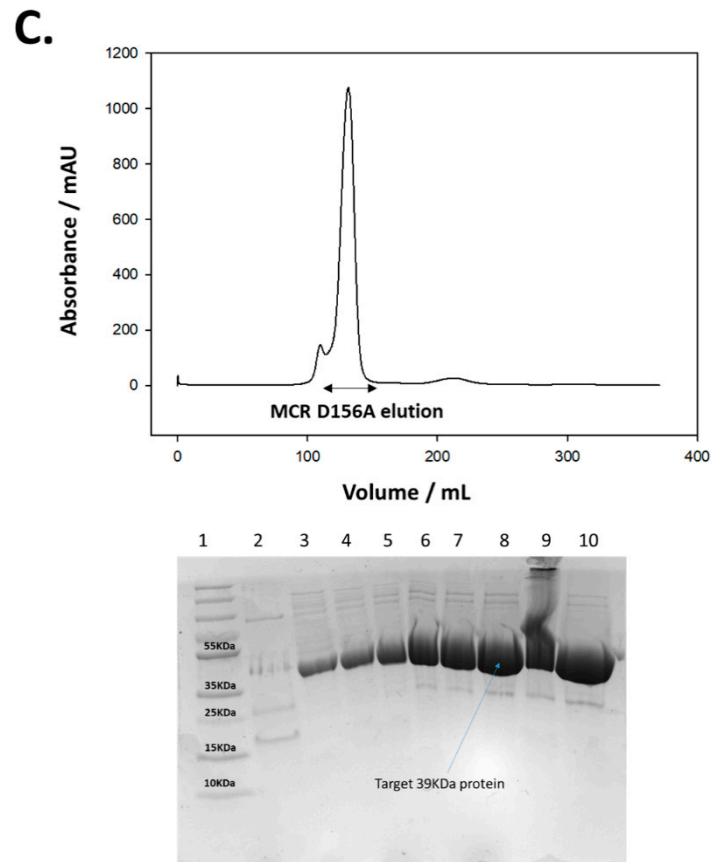 C.
1200
1000
800
600
400
200
0
Absorbance / mAU
MCR D156A elution
0 100 200 300 400
Volume / mL
1 2 3 4 5 6 7 8 9 10
55KDa
35KDa
25KDa
15KDa
10KDa
Target 39KDa protein